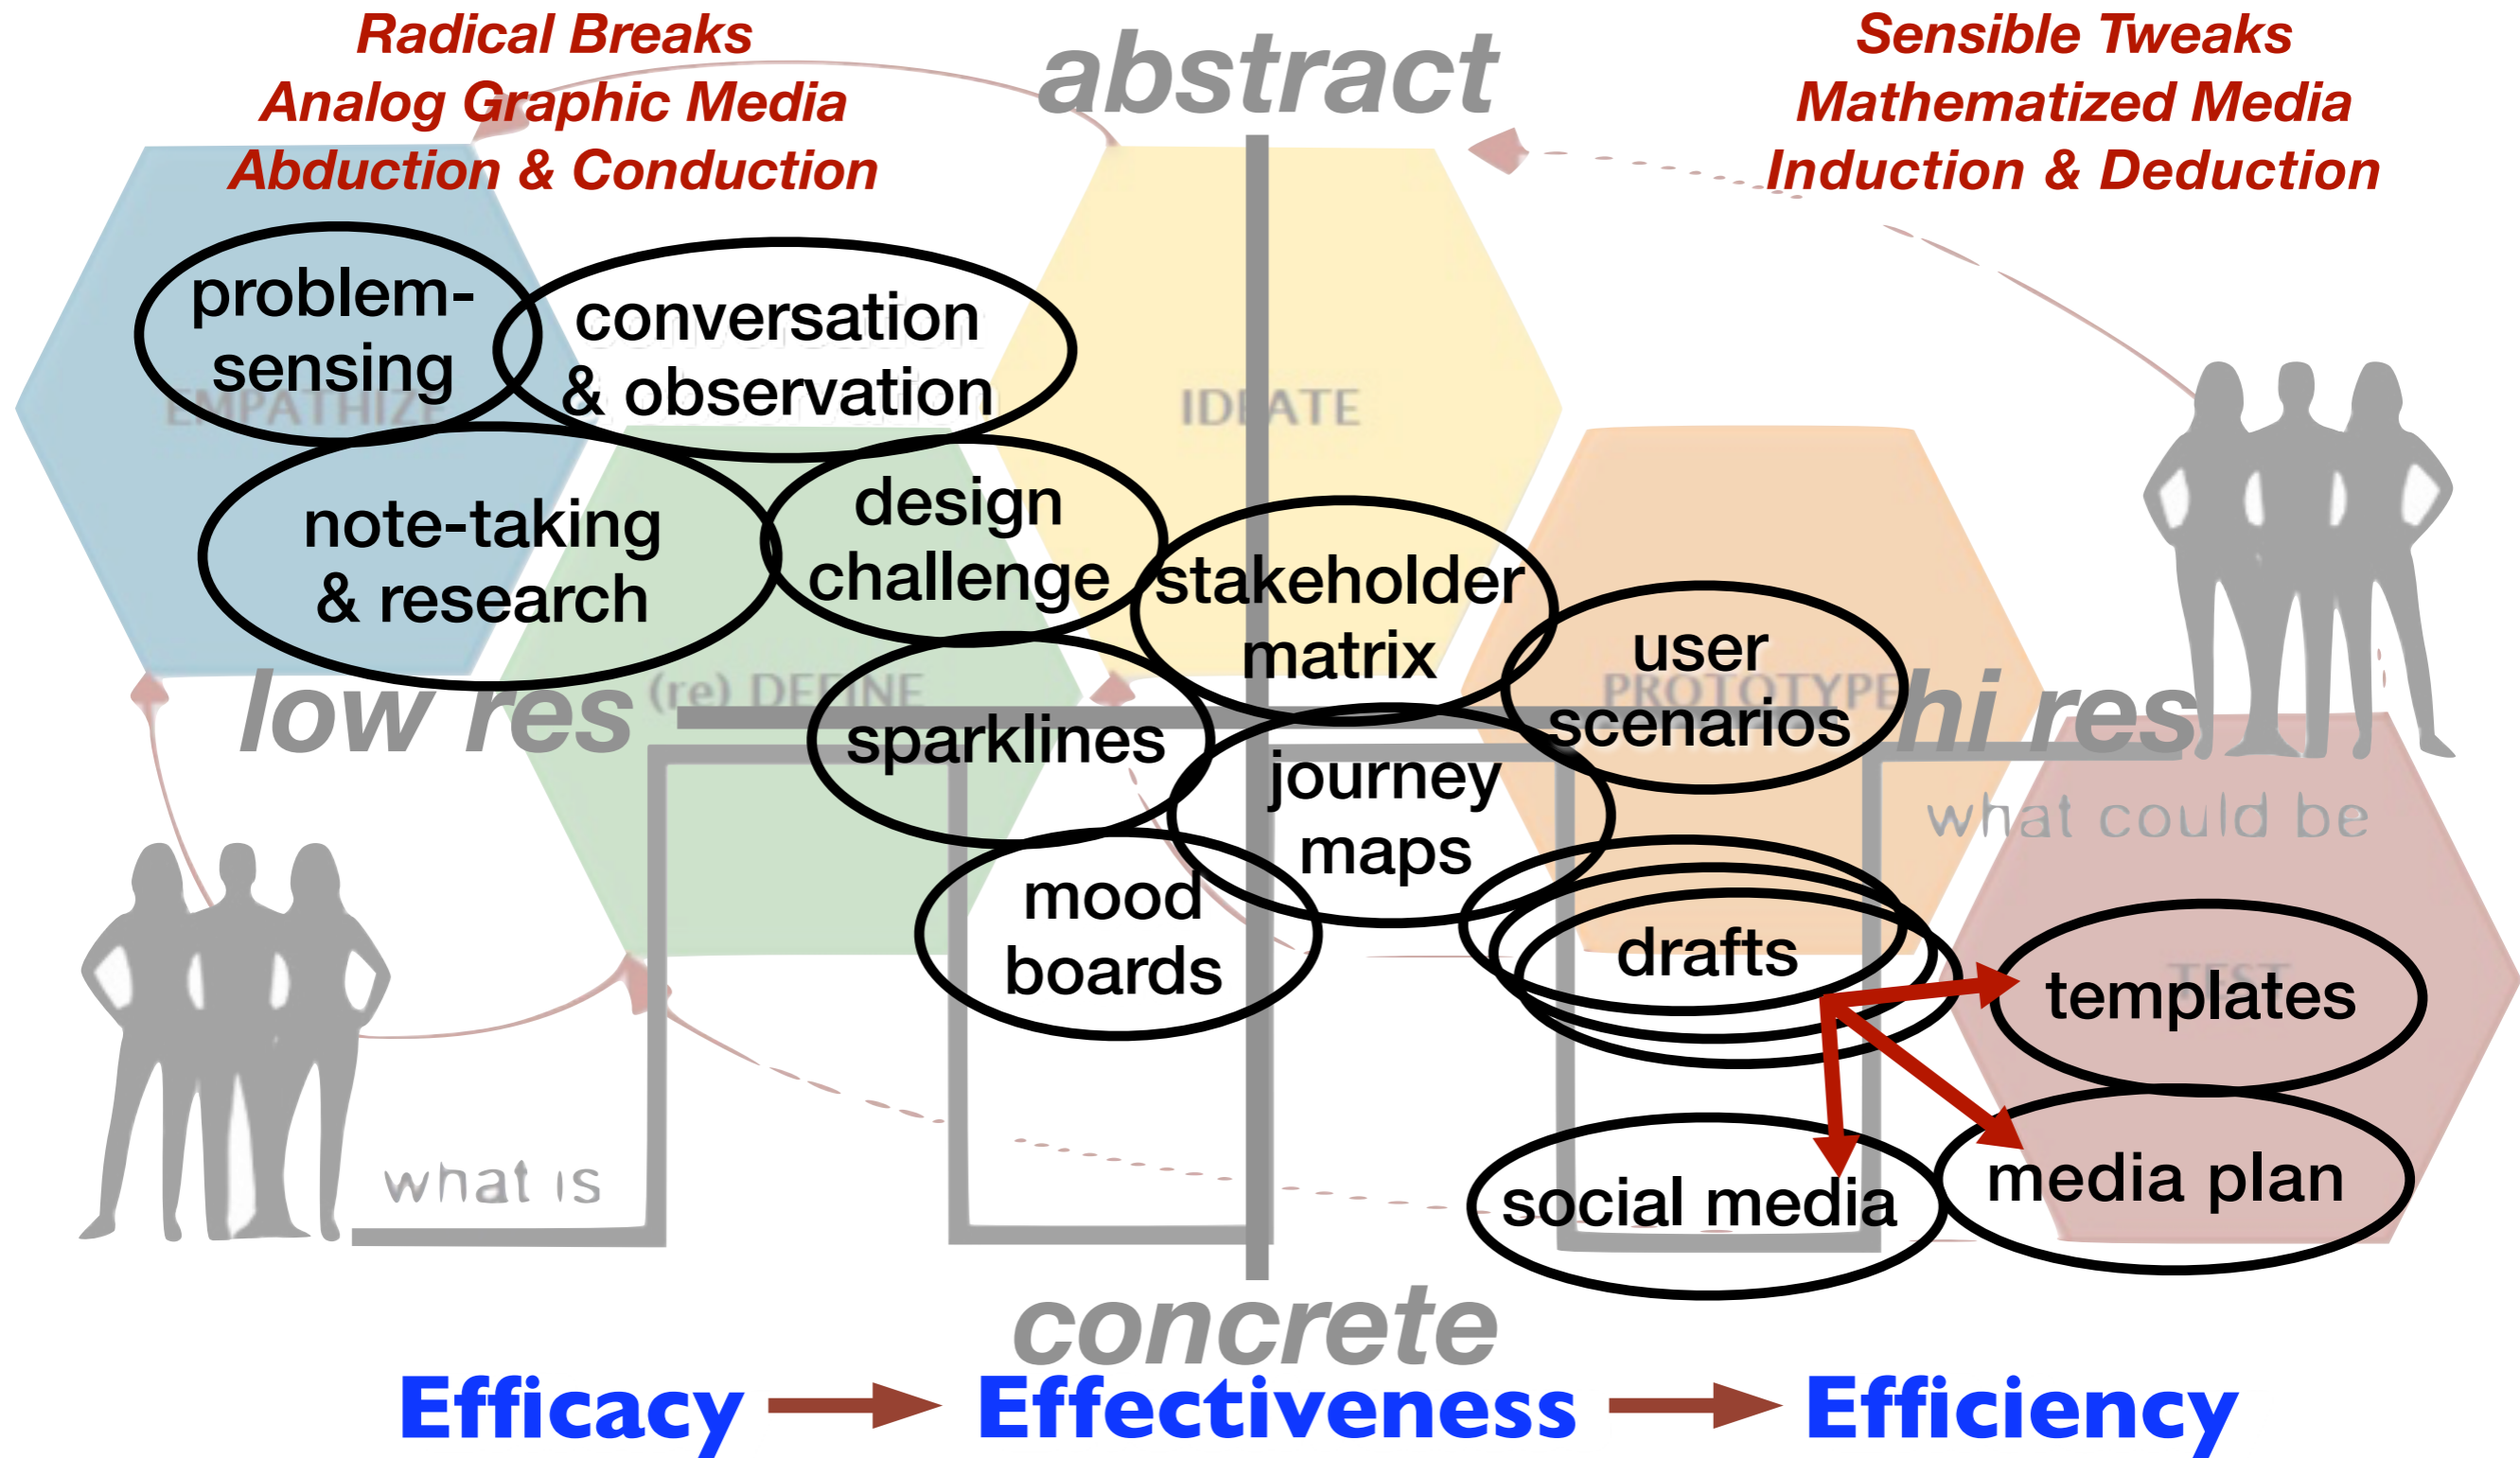 Radical Breaks
Analog Graphic Media
Abduction & Conduction
abstract
Sensible Tweaks
Mathematized Media
Induction & Deduction
problem-
sensing
EMPATHIZE
conversation
& observation
IDEATE
note-taking
& research
design
challenge
stakeholder
matrix
user
scenarios
low res
(re) DEFINE
PROTOTYPE
hi res
sparklines
journey
maps
what could be
mood
boards
drafts
TEST
templates
what is
social media
media plan
concrete
Efficacy
Effectiveness
Efficiency